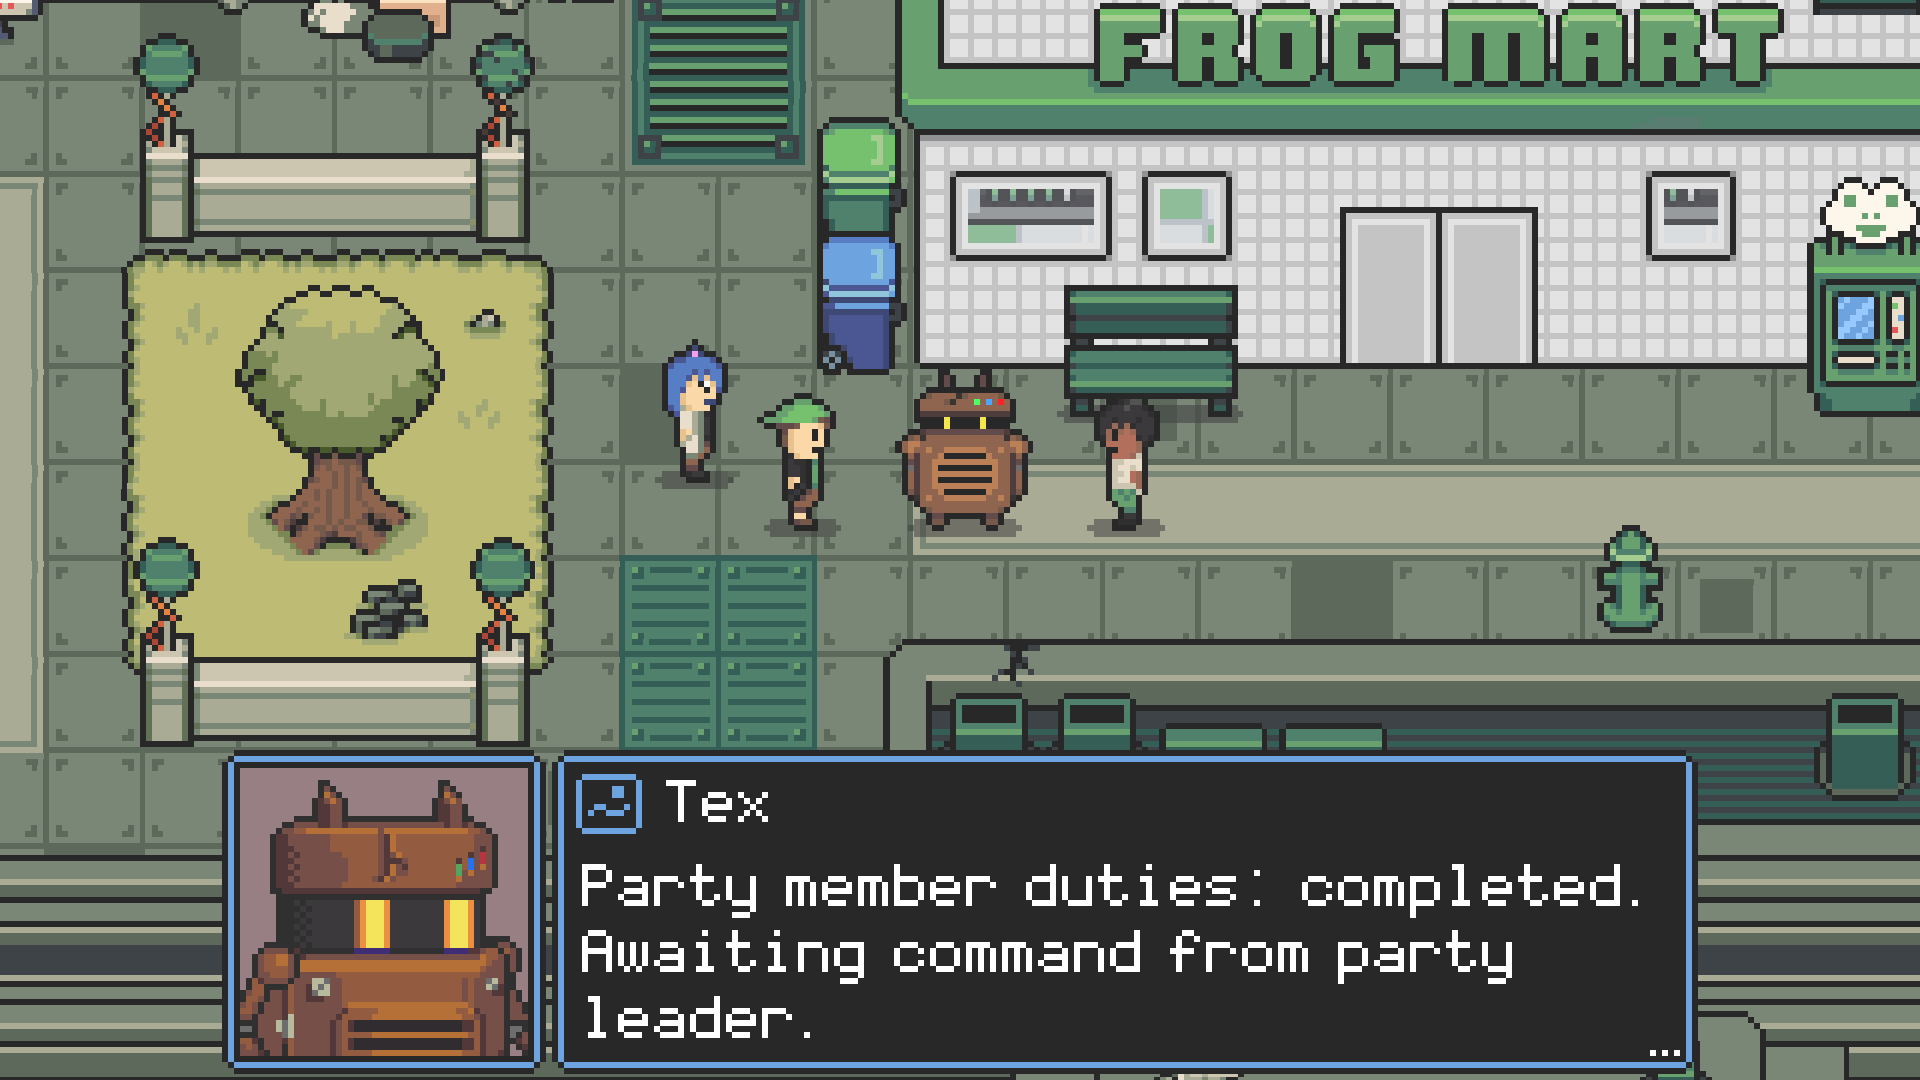 FROG MART
Tex
Party member duties: completed.
Awaiting command from party
leader.
...